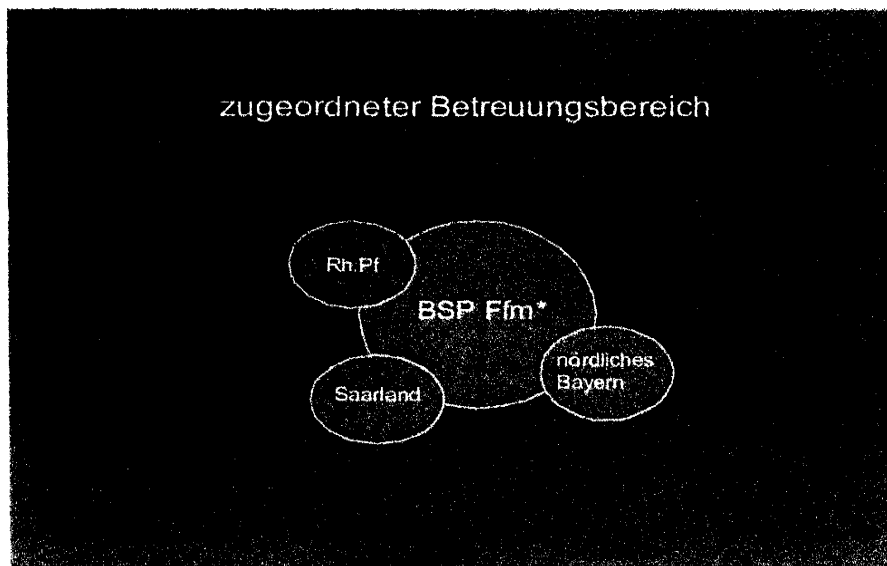 zugeordneter Betreuungsbereich
Rh.Pf
BSP Ffm*
nördliches
Bayern
Saarland